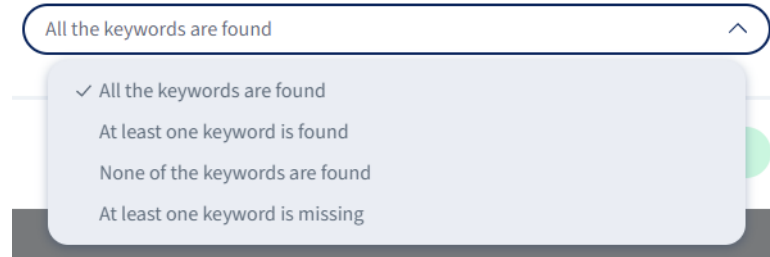 All the keywords are found
All the keywords are found
At least one keyword is found
None of the keywords are found
At least one keyword is missing